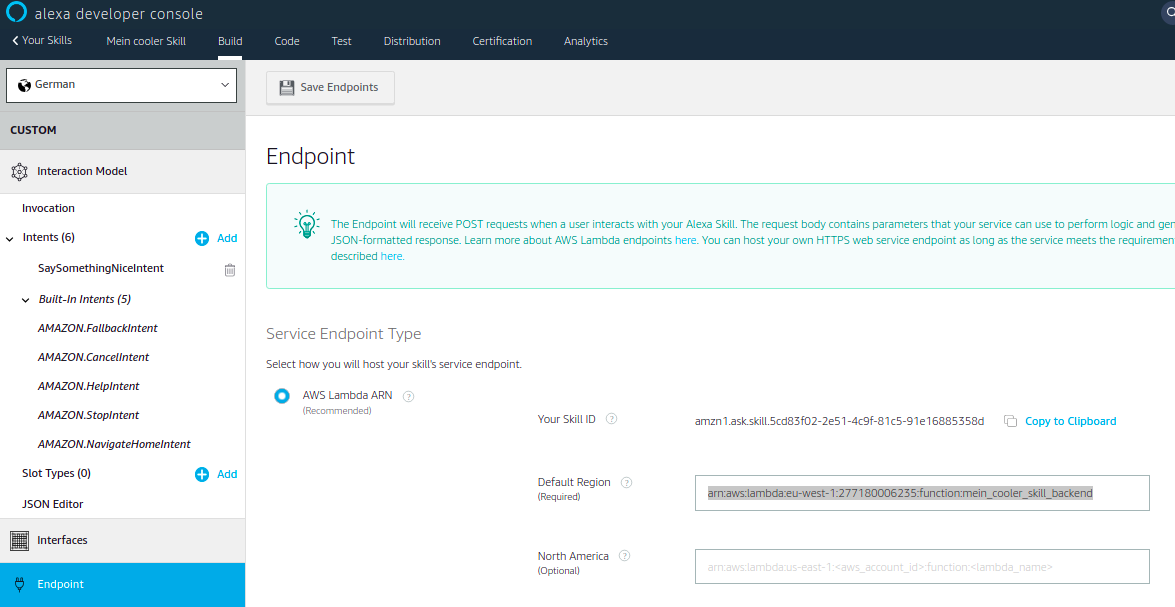 alexa developer console
Your Skills Mein cooler Skill Build Code Test Distribution Certification Analytics
German
Save Endpoints
CUSTOM
Interaction Model
Invocation
Intents (6) Add
SaySomethingNiceIntent
Built-In Intents (5)
AMAZON.FallbackIntent
AMAZON.CancelIntent
AMAZON.HelpIntent
AMAZON.StopIntent
AMAZON.NavigateHomeIntent
Slot Types (0) Add
JSON Editor
Interfaces
Endpoint
Endpoint
The Endpoint will receive POST requests when a user interacts with your Alexa Skill. The request body contains parameters that your service can use to perform logic and gen
JSON-formatted response. Learn more about AWS Lambda endpoints here. You can host your own HTTPS web service endpoint as long as the service meets the requirement
described here.
Service Endpoint Type
Select how you will host your skill's service endpoint.
AWS Lambda ARN ?
(Recommended)
Your Skill ID ? amzn1.ask.skill.5cd83f02-2e51-4c9f-81c5-91e16885358d Copy to Clipboard
Default Region ?
(Required)
arn:aws:lambda:eu-west-1:277180006235:function:mein_cooler_skill_backend
North America ?
(Optional)
arn:aws:lambda:us-east-1:<aws_account_id>:function:<lambda_name>